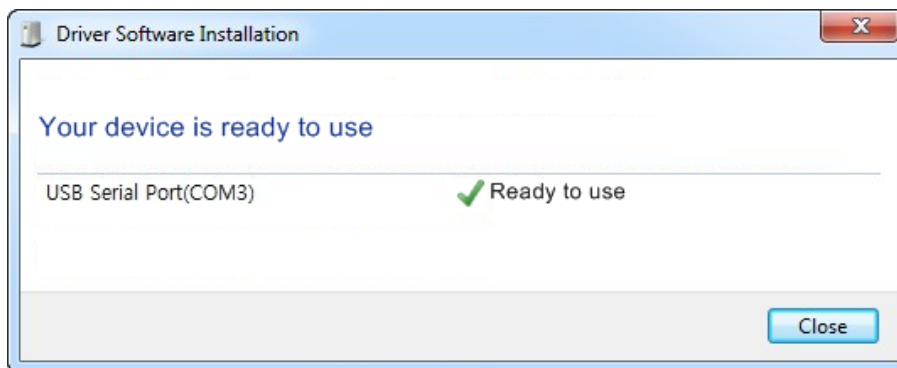 Driver Software Installation
Your device is ready to use
USB Serial Port(COM3)
Ready to use
Close